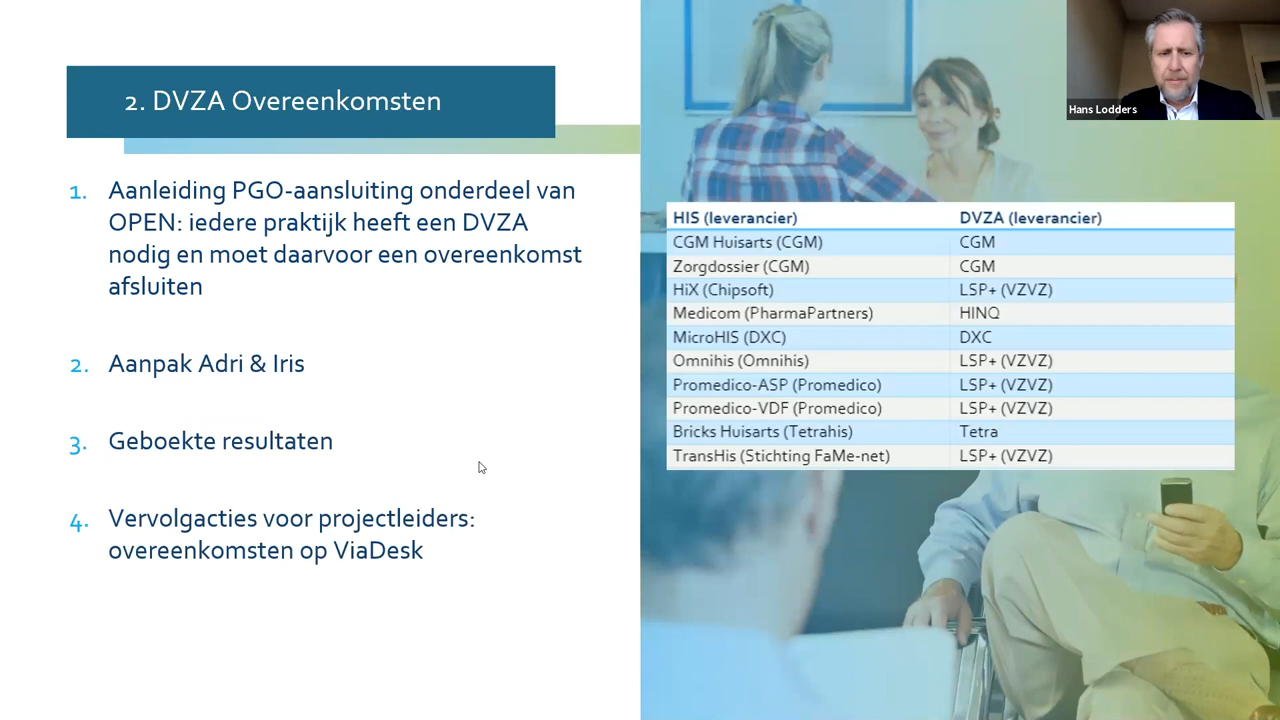 2. DVZA Overeenkomsten
1. Aanleiding PGO-aansluiting onderdeel van
OPEN: iedere praktijk heeft een DVZA
nodig en moet daarvoor een overeenkomst
afsluiten
2. Aanpak Adri & Iris
3. Geboekte resultaten
4. Vervolgacties voor projectleiders:
overeenkomsten op ViaDesk
Hans Lodders
HIS (leverancier) DVZA (leverancier)
CGM Huisarts (CGM) CGM
Zorgdossier (CGM) CGM
HiX (Chipsoft) LSP+ (VZVZ)
Medicom (PharmaPartners) HINQ
MicroHIS (DXC) DXC
Omnihis (Omnihis) LSP+ (VZVZ)
Promedico-ASP (Promedico) LSP+ (VZVZ)
Promedico-VDF (Promedico) LSP+ (VZVZ)
Bricks Huisarts (Tetrahis) Tetra
TransHis (Stichting FaMe-net) LSP+ (VZVZ)